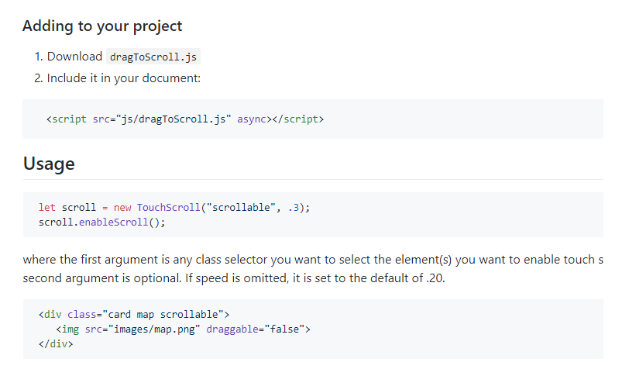 Adding to your project
1. Download dragToScroll.js
2. Include it in your document:
<script src="js/dragToScroll.js" async></script>
Usage
let scroll = new TouchScroll("scrollable", .3);
scroll.enableScroll();
where the first argument is any class selector you want to select the element(s) you want to enable touch s
second argument is optional. If speed is omitted, it is set to the default of .20.
<div class="card map scrollable">
<img src="images/map.png" draggable="false">
</div>